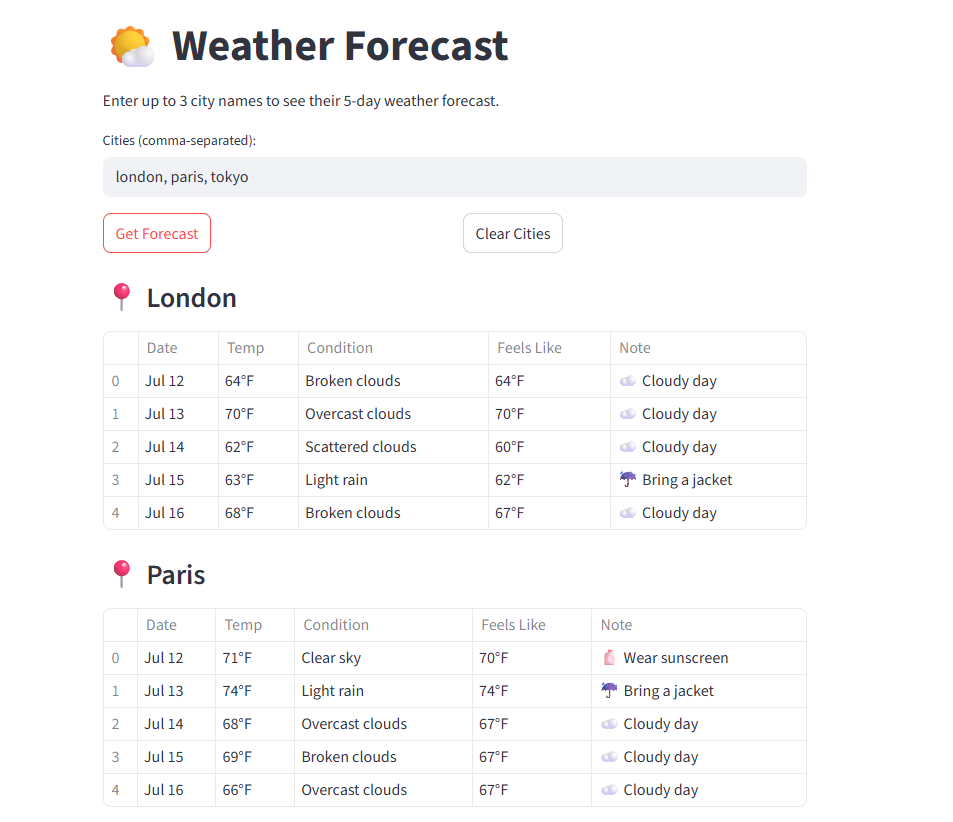 Weather Forecast
Enter up to 3 city names to see their 5-day weather forecast.
Cities (comma-separated):
london, paris, tokyo
Get Forecast Clear Cities
London
Date Temp Condition Feels Like Note
0 Jul 12 64°F Broken clouds 64°F Cloudy day
1 Jul 13 70°F Overcast clouds 70°F Cloudy day
2 Jul 14 62°F Scattered clouds 60°F Cloudy day
3 Jul 15 63°F Light rain 62°F Bring a jacket
4 Jul 16 68°F Broken clouds 67°F Cloudy day
Paris
Date Temp Condition Feels Like Note
0 Jul 12 71°F Clear sky 70°F Wear sunscreen
1 Jul 13 74°F Light rain 74°F Bring a jacket
2 Jul 14 68°F Overcast clouds 67°F Cloudy day
3 Jul 15 69°F Broken clouds 67°F Cloudy day
4 Jul 16 66°F Overcast clouds 67°F Cloudy day